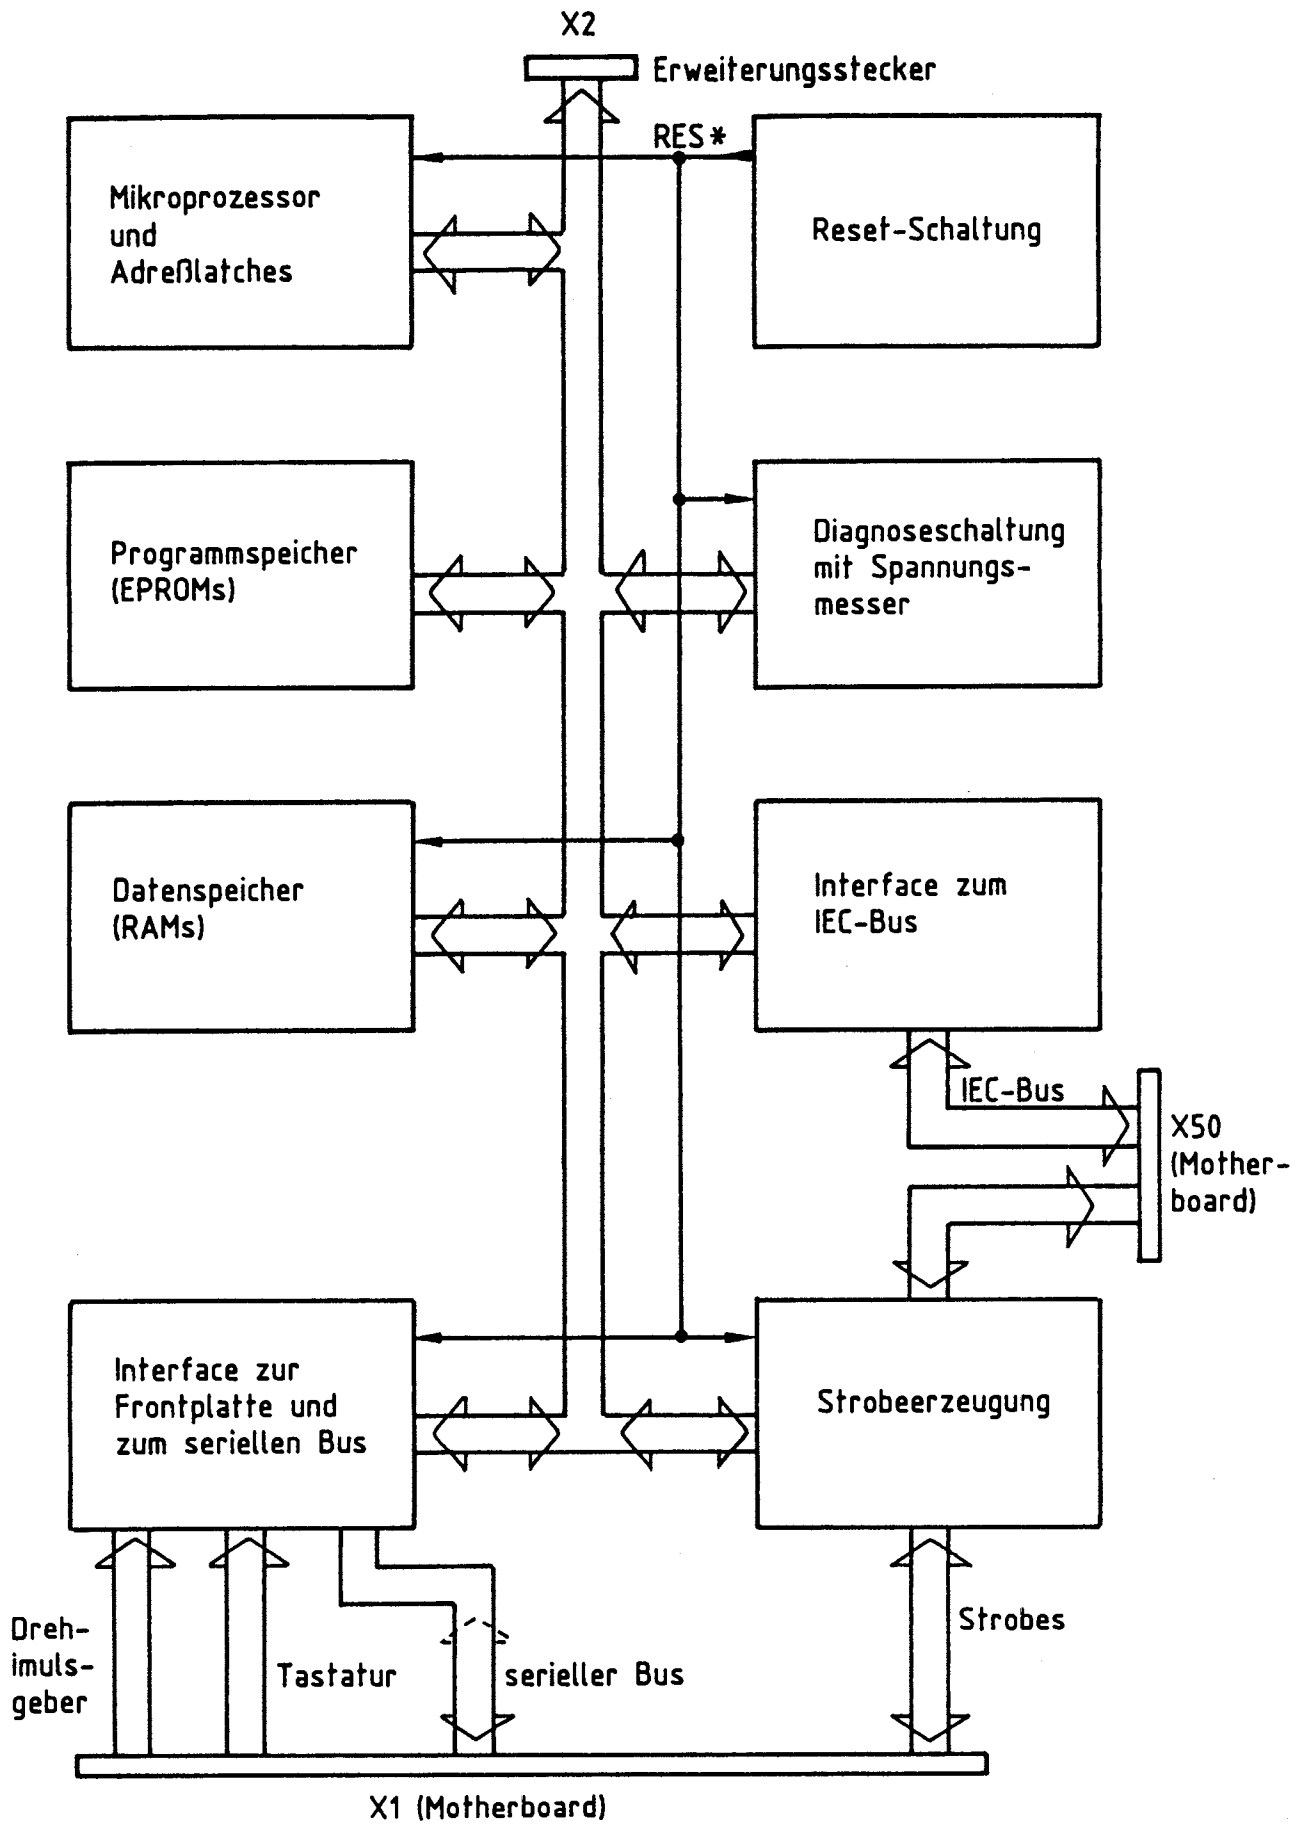 X2
Erweiterungsstecker
RES*
Mikroprozessor
und
Adreßlatches
Reset-Schaltung
Programmspeicher
(EPROMs)
Diagnoseschaltung
mit Spannungs-
messer
Datenspeicher
(RAMs)
Interface zum
IEC-Bus
IEC-Bus
X50
(Mother-
board)
Interface zur
Frontplatte und
zum seriellen Bus
Strobeerzeugung
Dreh-
imuls-
geber
Tastatur
serieller Bus
Strobes
X1 (Motherboard)